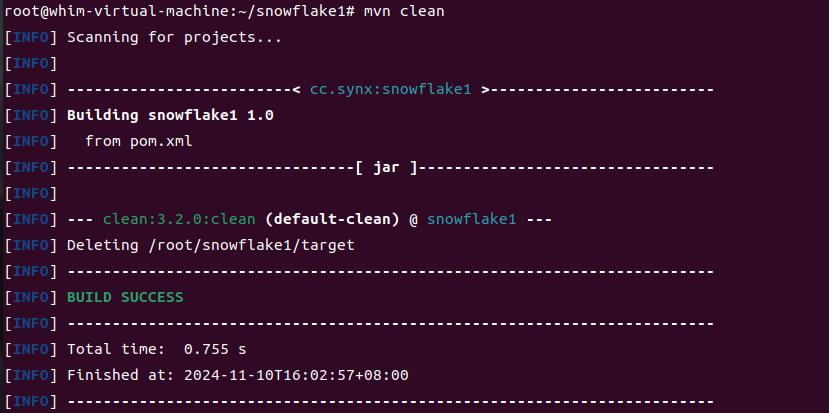 root@whim-virtual-machine:~/snowflake1# mvn clean
[INFO] Scanning for projects...
[INFO]
[INFO] -------------------------< cc.synx:snowflake1 >-------------------------
[INFO] Building snowflake1 1.0
[INFO]   from pom.xml
[INFO] --------------------------------[ jar ]---------------------------------
[INFO]
[INFO] --- clean:3.2.0:clean (default-clean) @ snowflake1 ---
[INFO] Deleting /root/snowflake1/target
[INFO] ------------------------------------------------------------------------
[INFO] BUILD SUCCESS
[INFO] ------------------------------------------------------------------------
[INFO] Total time:  0.755 s
[INFO] Finished at: 2024-11-10T16:02:57+08:00
[INFO] ------------------------------------------------------------------------